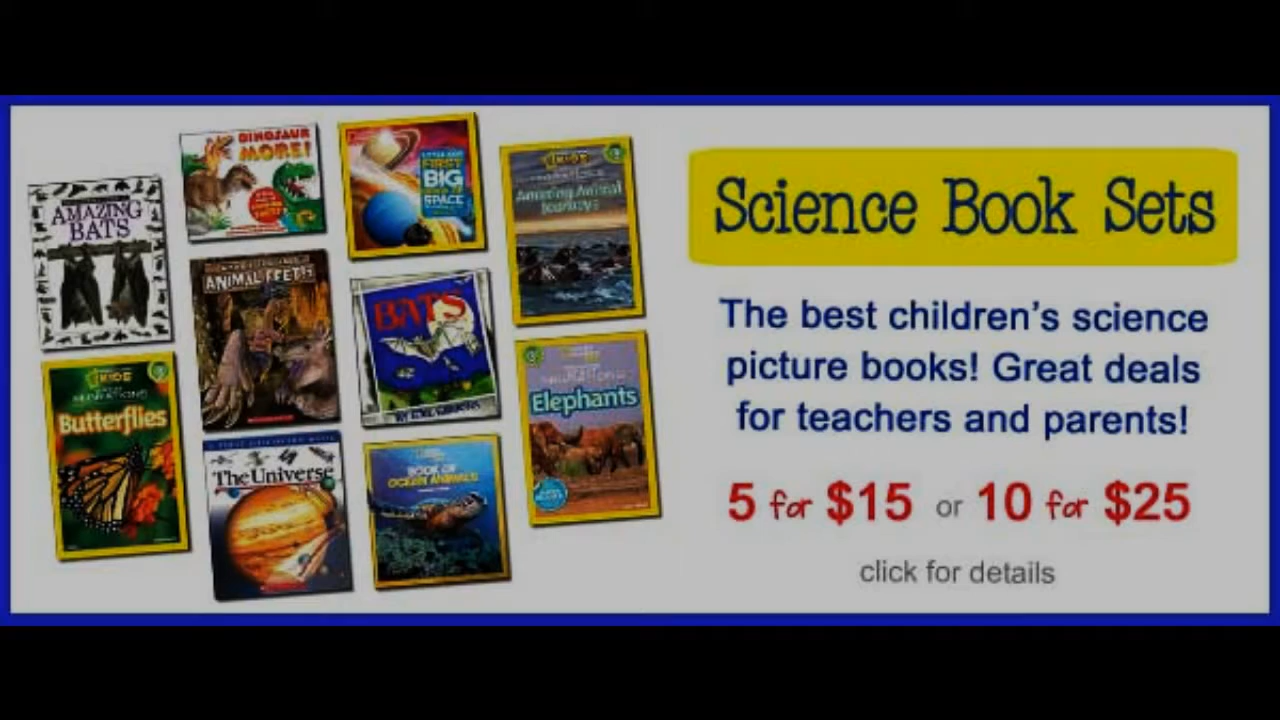 AMAZING
BATS
DINOSAUR
MORE!
FIRST
BIG
SPACE
KIDS
Amazing Animal
Journeys
ANIMAL FEET!?
BATS
KIDS
Butterflies
The Universe
BOOK OF
OCEAN ANIMALS
Elephants
Science Book Sets
The best children's science
picture books! Great deals
for teachers and parents!
5 for $15 or 10 for $25
click for details